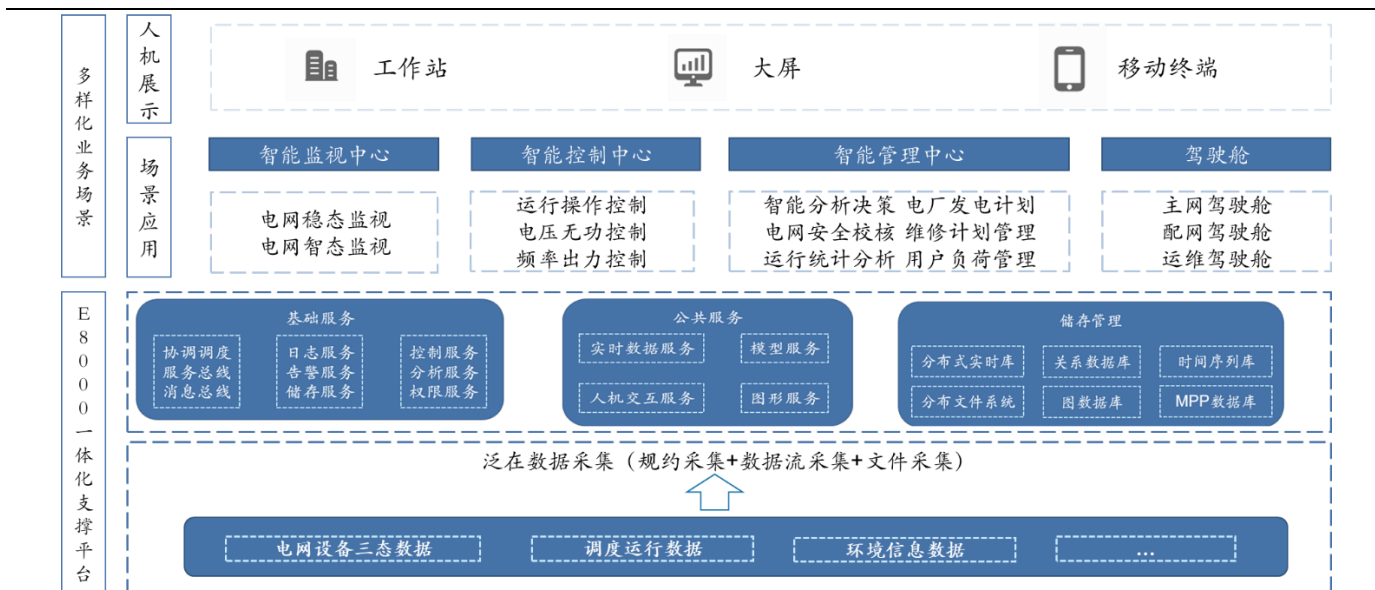 多样化业务场景
人机展示
工作站
大屏
移动终端
场景应用
智能监视中心
电网稳态监视
电网智态监视
智能控制中心
运行操作控制
电压无功控制
频率出力控制
智能管理中心
智能分析决策 电厂发电计划
电网安全校核 维修计划管理
运行统计分析 用户负荷管理
驾驶舱
主网驾驶舱
配网驾驶舱
运维驾驶舱
E8000一体化支撑平台
基础服务
协调调度
服务总线
消息总线
日志服务
告警服务
储存服务
控制服务
分析服务
权限服务
公共服务
实时数据服务
模型服务
人机交互服务
图形服务
储存管理
分布式实时库
关系数据库
时间序列库
分布文件系统
图数据库
MPP数据库
泛在数据采集（规约采集+数据流采集+文件采集）
电网设备三态数据
调度运行数据
环境信息数据
...